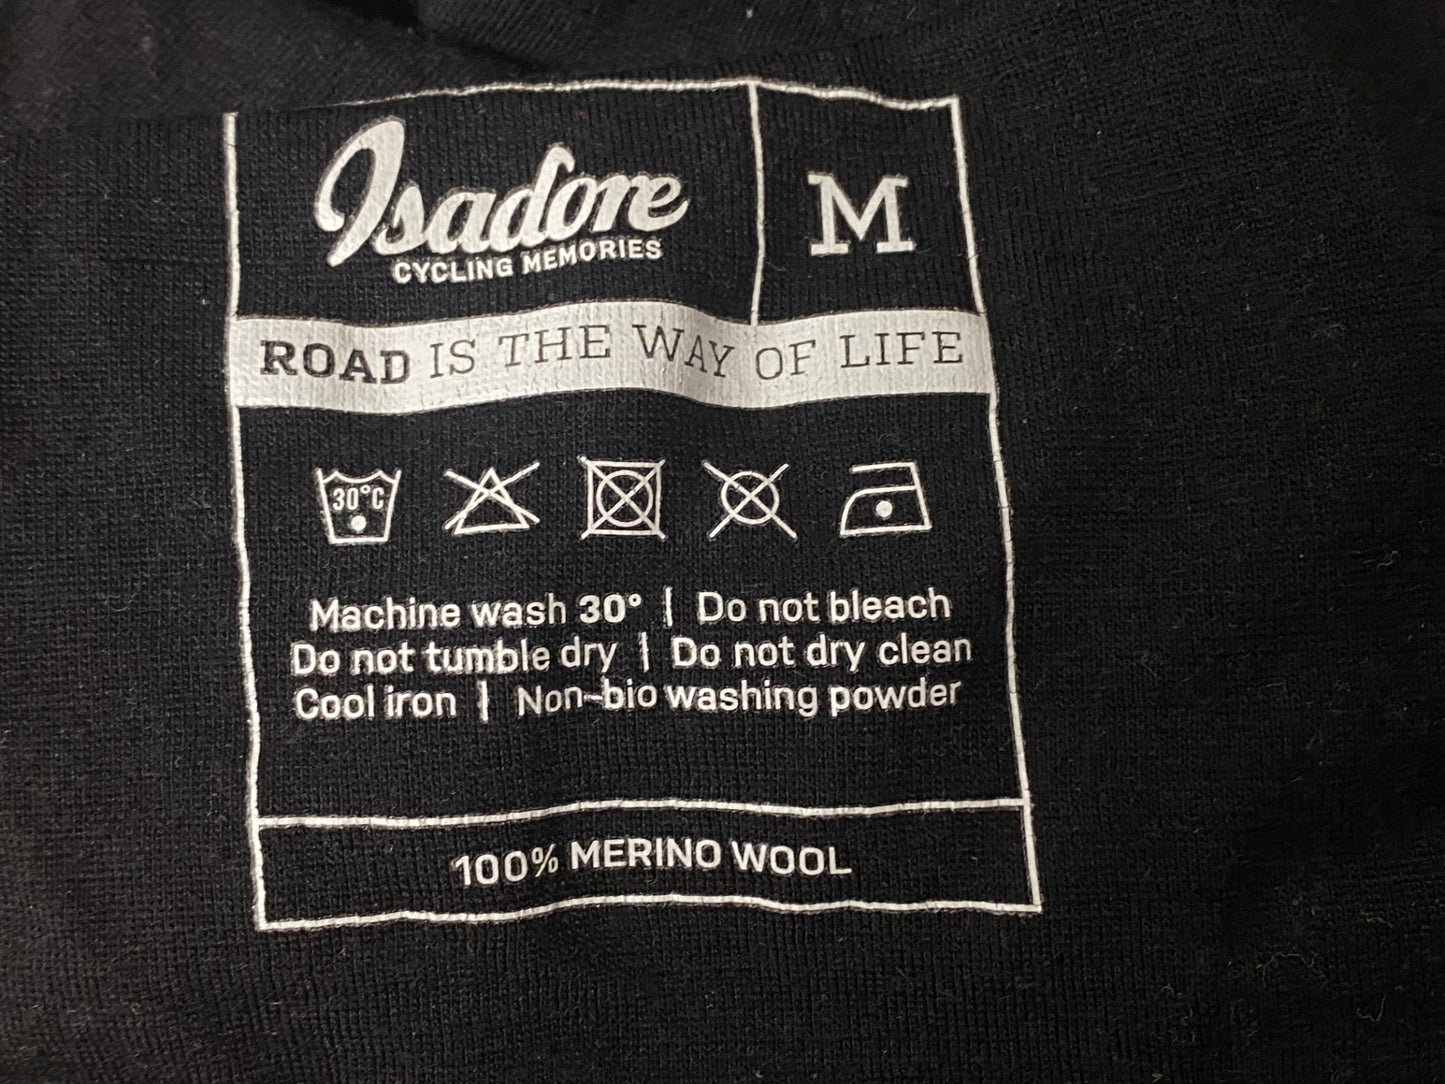 Isadore
CYCLING MEMORIES
M
ROAD IS THE WAY OF LIFE
30°C
Machine wash 30° | Do not bleach
Do not tumble dry | Do not dry clean
Cool iron | Non-bio washing powder
100% MERINO WOOL